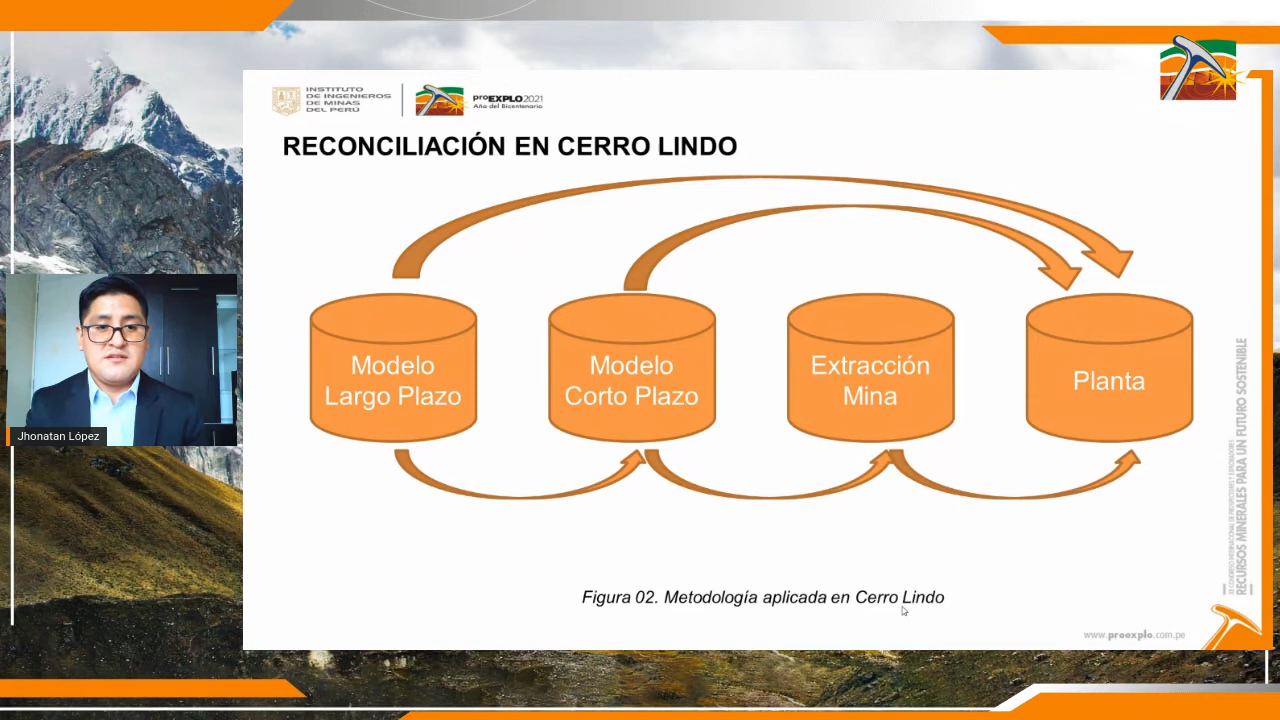 INSTITUTO
DE INGENIEROS
DE MINAS
DEL PERÚ
proEXPLO2021
Año del Bicentenario
RECONCILIACIÓN EN CERRO LINDO
Modelo
Largo Plazo
Modelo
Corto Plazo
Extracción
Mina
Planta
Jhonatan López
Figura 02. Metodología aplicada en Cerro Lindo
RECURSOS MINERALES PARA UN FUTURO SOSTENIBLE
www.proexplo.com.pe